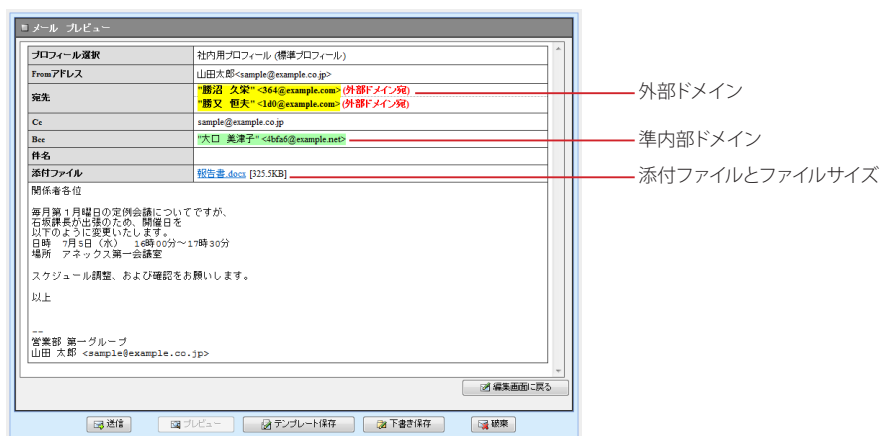 メール プレビュー
プロフィール選択 社内用プロフィール (標準プロフィール)
Fromアドレス 山田太郎<sample@example.co.jp>
宛先 "勝沼 久栄" <364@example.com> (外部ドメイン宛)
"勝又 恒夫" <1d0@example.com> (外部ドメイン宛)
外部ドメイン
Cc sample@example.co.jp
Bcc "大口 美津子" <4bfa6@example.net>
準内部ドメイン
件名
添付ファイル 報告書.docx [325.5KB]
添付ファイルとファイルサイズ
関係者各位
毎月第1月曜日の定例会議についてですが、
石坂課長が出張のため、開催日を
以下のように変更いたします。
日時 7月5日(水) 16時00分~17時30分
場所 アネックス第一会議室
スケジュール調整、および確認をお願いします。
以上
--
営業部 第一グループ
山田 太郎 <sample@example.co.jp>
編集画面に戻る
送信 プレビュー テンプレート保存 下書き保存 破棄